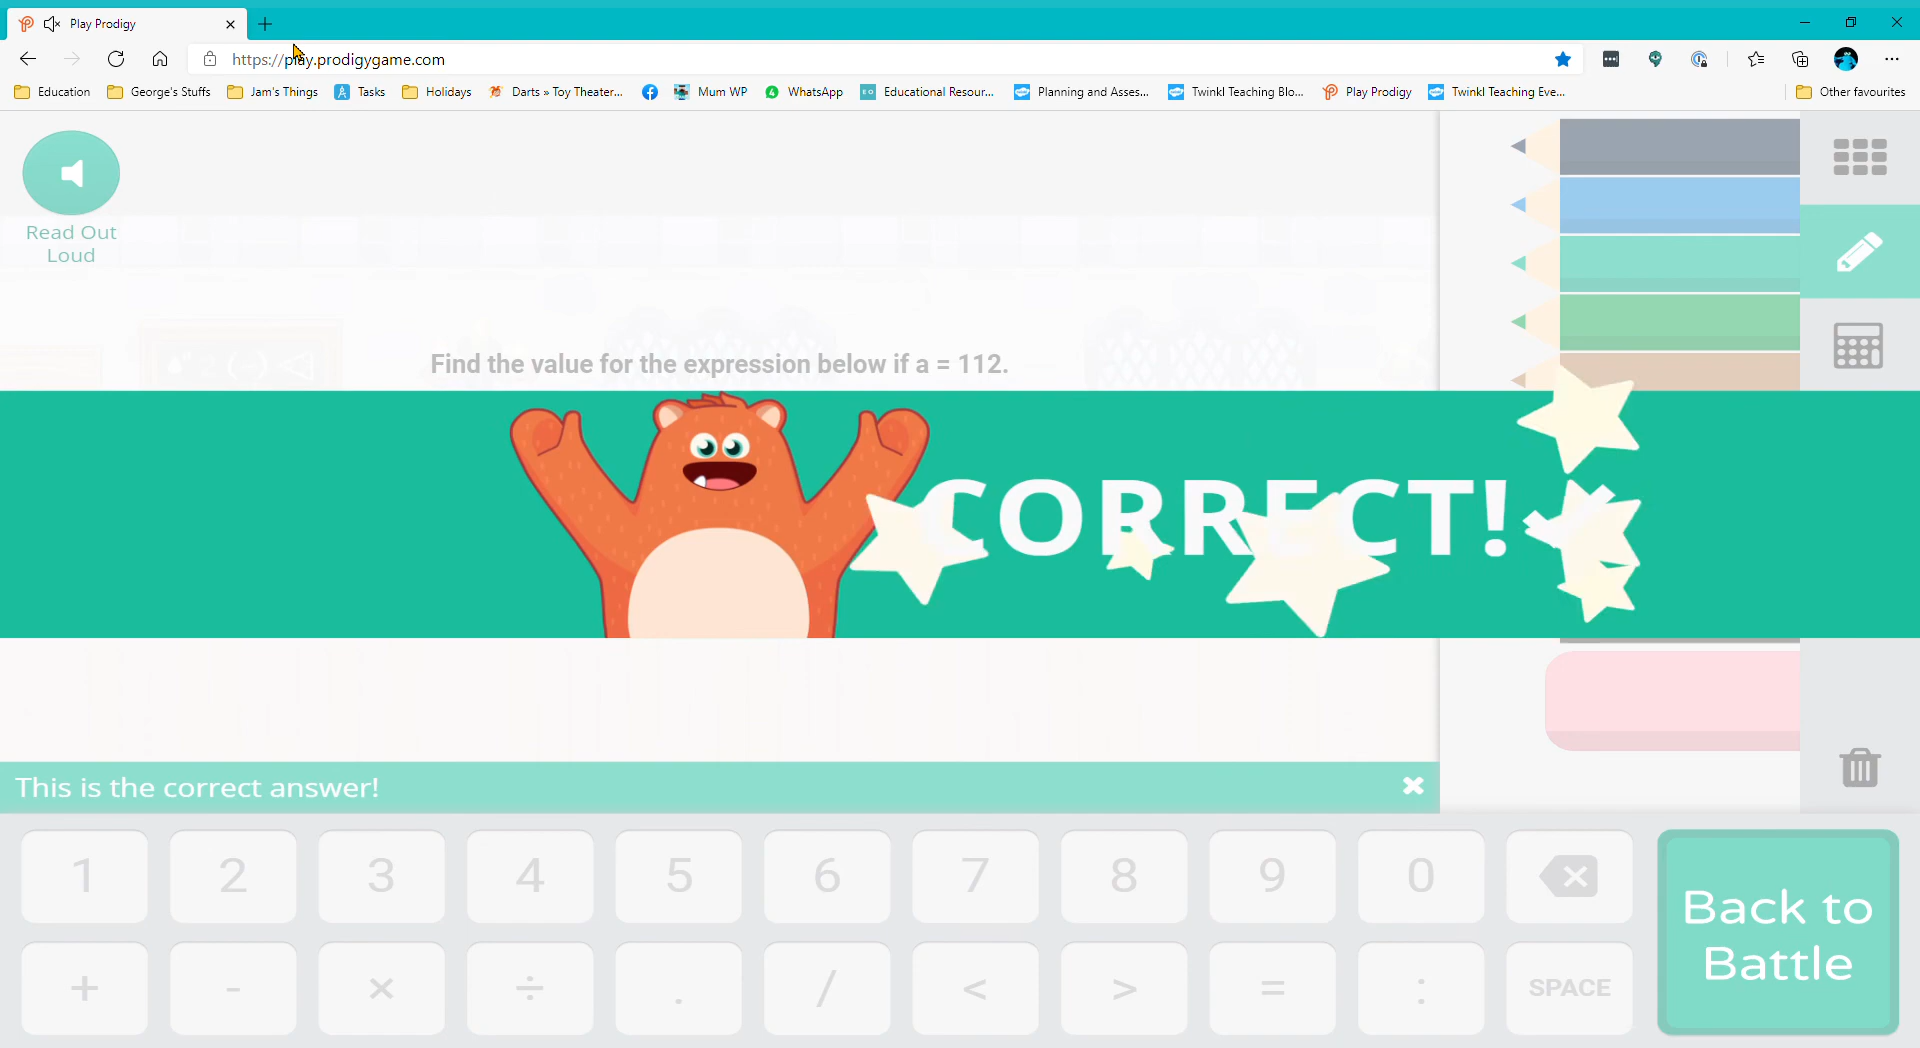 Play Prodigy
https://play.prodigygame.com
Education George's Stuffs Jam's Things Tasks Holidays Darts » Toy Theater... Mum WP WhatsApp Educational Resour... Planning and Asses... Twinkl Teaching Blo... Play Prodigy Twinkl Teaching Eve... Other favourites
Read Out
Loud
Find the value for the expression below if a = 112.
CORRECT!
This is the correct answer!
1 2 3 4 5 6 7 8 9 0
+ - × ÷ . / < > = : SPACE
Back to
Battle